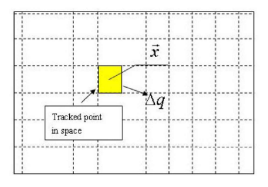 x⃗
Δq
Tracked point
in space